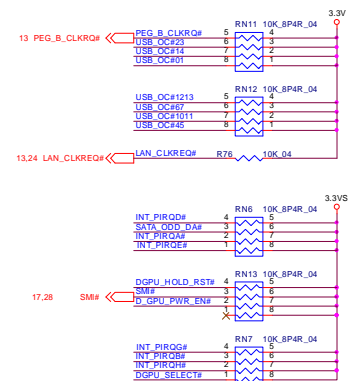 3.3V
RN11 10K_8P4R_04
13 PEG_B_CLKRQ# PEG_B_CLKRQ# 5 4
USB_OC#23 6 3
USB_OC#14 7 2
USB_OC#01 8 1
RN12 10K_8P4R_04
USB_OC#1213 5 4
USB_OC#67 6 3
USB_OC#1011 7 2
USB_OC#45 8 1
13,24 LAN_CLKREQ# LAN_CLKREQ# R76 10K_04
3.3VS
RN6 10K_8P4R_04
INT_PIRQD# 4 5
SATA_ODD_DA# 3 6
INT_PIRQA# 2 7
INT_PIRQE# 1 8
RN13 10K_8P4R_04
DGPU_HOLD_RST# 4 5
17,28 SMI# SMI# 3 6
D_GPU_PWR_EN# 2 7
1 8
RN7 10K_8P4R_04
INT_PIRQG# 4 5
INT_PIRQB# 3 6
INT_PIRQH# 2 7
DGPU_SELECT# 1 8